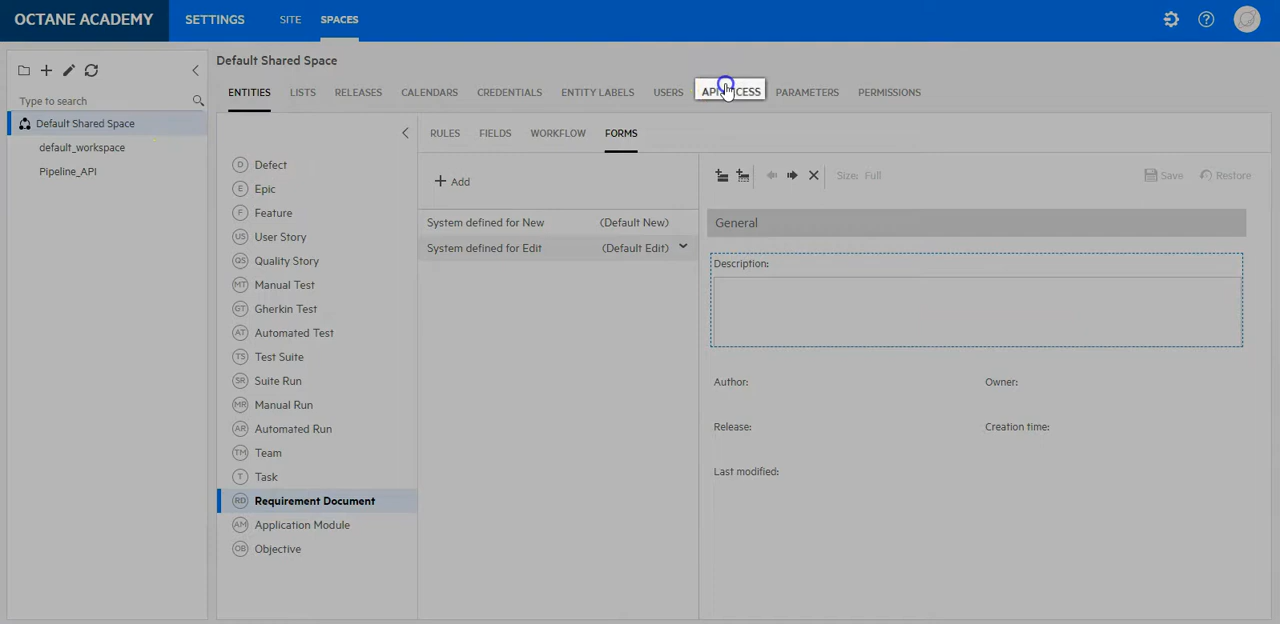 OCTANE ACADEMY SETTINGS SITE SPACES
Default Shared Space
Type to search
Default Shared Space
default_workspace
Pipeline_API
ENTITIES LISTS RELEASES CALENDARS CREDENTIALS ENTITY LABELS USERS PARAMETERS PERMISSIONS
D Defect
E Epic
F Feature
US User Story
QS Quality Story
MT Manual Test
GT Gherkin Test
AT Automated Test
TS Test Suite
SR Suite Run
MR Manual Run
AR Automated Run
TM Team
T Task
RD Requirement Document
AM Application Module
OB Objective
RULES FIELDS WORKFLOW FORMS
Add
System defined for New (Default New)
System defined for Edit (Default Edit)
Size: Full Save Restore
General
Description:
Author: Owner:
Release: Creation time:
Last modified: